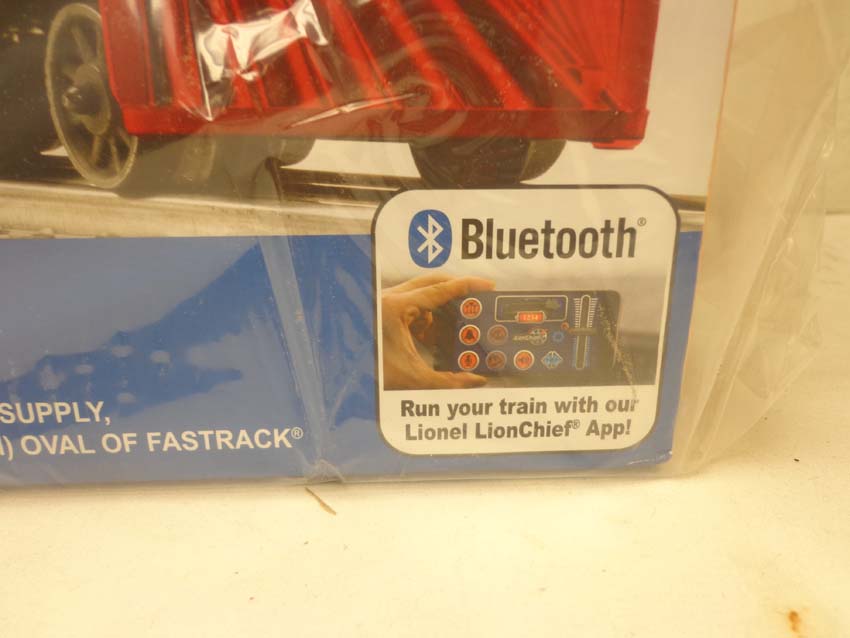 Bluetooth®
Run your train with our
Lionel LionChief® App!
SUPPLY,
) OVAL OF FASTRACK®